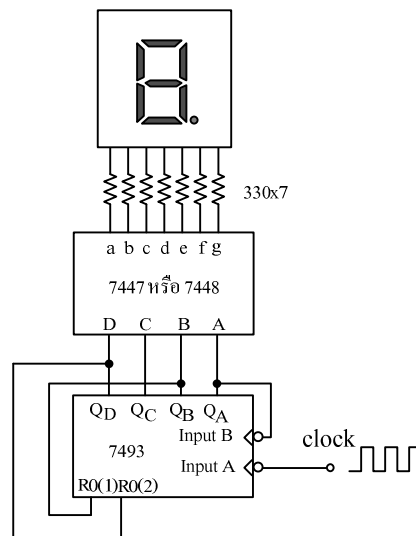 330x7
a b c d e f g
7447 หรือ 7448
D C B A
QD QC QB QA
Input B
clock
7493
Input A
R0(1) R0(2)